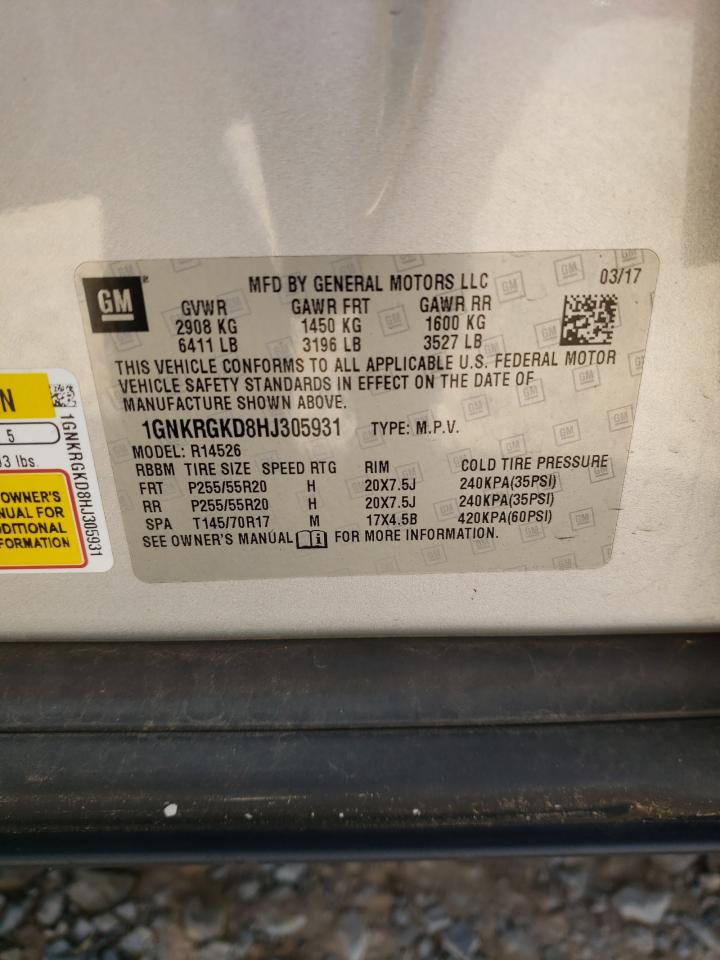 GM
MFD BY GENERAL MOTORS LLC 03/17
GVWR GAWR FRT GAWR RR
2908 KG 1450 KG 1600 KG
6411 LB 3196 LB 3527 LB
THIS VEHICLE CONFORMS TO ALL APPLICABLE U.S. FEDERAL MOTOR
VEHICLE SAFETY STANDARDS IN EFFECT ON THE DATE OF
MANUFACTURE SHOWN ABOVE.
1GNKRGKD8HJ305931 TYPE: M.P.V.
MODEL: R14526
RBBM TIRE SIZE SPEED RTG RIM COLD TIRE PRESSURE
FRT P255/55R20 H 20X7.5J 240KPA(35PSI)
RR P255/55R20 H 20X7.5J 240KPA(35PSI)
SPA T145/70R17 M 17X4.5B 420KPA(60PSI)
SEE OWNER'S MANUAL i FOR MORE INFORMATION.
N
5
3 lbs.
OWNER'S
NUAL FOR
DITIONAL
FORMATION
1GNKRGKD8HJ305931